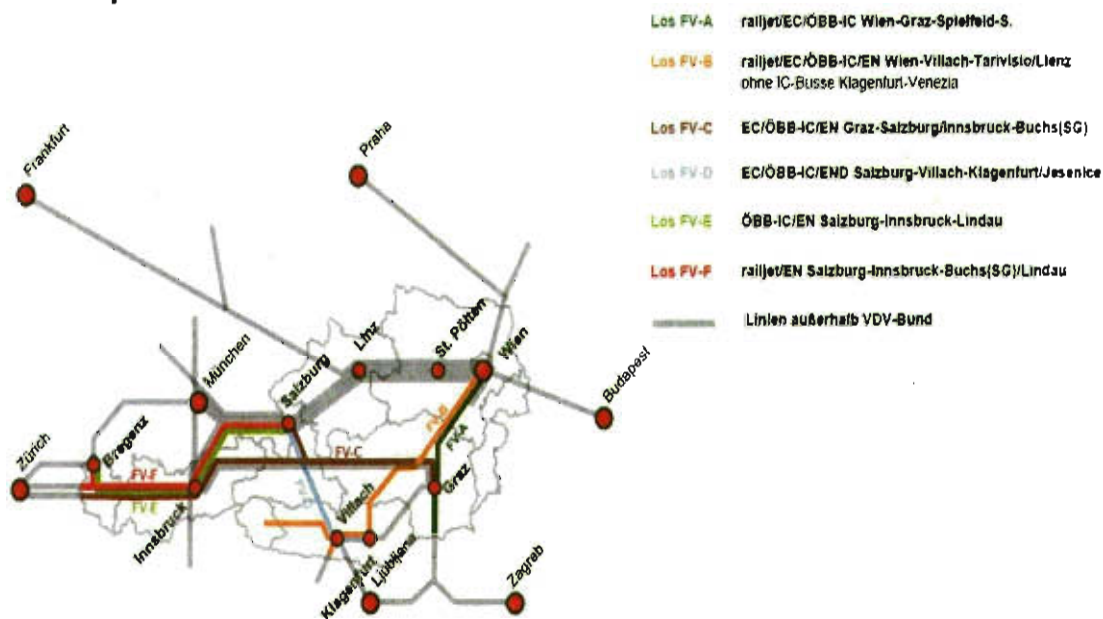 Los FV-A railjet/EC/ÖBB-IC Wien-Graz-Spielfeld-S.
Los FV-B railjet/EC/ÖBB-IC/EN Wien-Villach-Tarivisio/Lienz
ohne IC-Busse Klagenfurt-Venezia
Los FV-C EC/ÖBB-IC/EN Graz-Salzburg/Innsbruck-Buchs(SG)
Los FV-D EC/ÖBB-IC/END Salzburg-Villach-Klagenfurt/Jesenice
Los FV-E ÖBB-IC/EN Salzburg-Innsbruck-Lindau
Los FV-F railjet/EN Salzburg-Innsbruck-Buchs(SG)/Lindau
Linien außerhalb VDV-Bund
Frankfurt
Praha
München
Salzburg
Linz
St. Pölten
Wien
Budapest
Zürich
Bregenz
FV-F
FV-E
Innsbruck
FV-C
FV-B
FV-A
Graz
Villach
Klagenfurt
Ljubljana
Zagreb